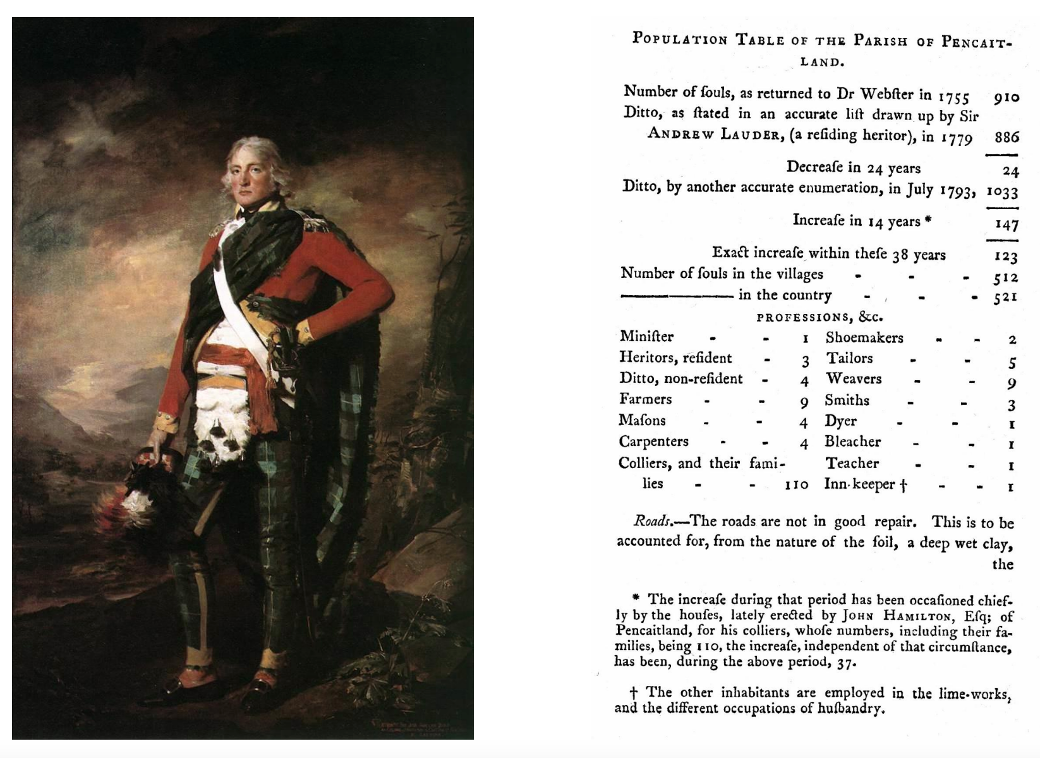 POPULATION TABLE OF THE PARISH OF PENCAIT-
LAND.
Number of ſouls, as returned to Dr Webſter in 1755 910
Ditto, as ſtated in an accurate liſt drawn up by Sir
ANDREW LAUDER, (a reſiding heritor), in 1779 886
Decreaſe in 24 years 24
Ditto, by another accurate enumeration, in July 1793, 1033
Increaſe in 14 years * 147
Exact increaſe within theſe 38 years 123
Number of ſouls in the villages - - - 512
———— in the country - - - 521
PROFESSIONS, &c.
Miniſter - - 1 Shoemakers - - 2
Heritors, reſident - 3 Tailors - - 5
Ditto, non-reſident - 4 Weavers - - 9
Farmers - - 9 Smiths - - 3
Maſons - - 4 Dyer - - 1
Carpenters - - 4 Bleacher - - 1
Colliers, and their fami- Teacher - - 1
lies - - 110 Inn-keeper † - - 1
Roads.—The roads are not in good repair. This is to be
accounted for, from the nature of the ſoil, a deep wet clay,
the
* The increaſe during that period has been occaſioned chief-
ly by the houſes, lately erected by JOHN HAMILTON, Eſq; of
Pencaitland, for his colliers, whoſe numbers, including their fa-
milies, being 110, the increaſe, independent of that circumſtance,
has been, during the above period, 37.
† The other inhabitants are employed in the lime-works,
and the different occupations of huſbandry.